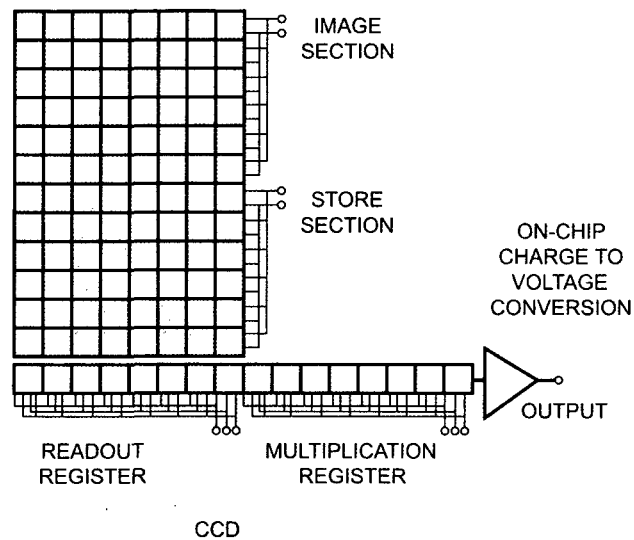 IMAGE
SECTION
STORE
SECTION
ON-CHIP
CHARGE TO
VOLTAGE
CONVERSION
OUTPUT
READOUT
REGISTER
MULTIPLICATION
REGISTER
CCD